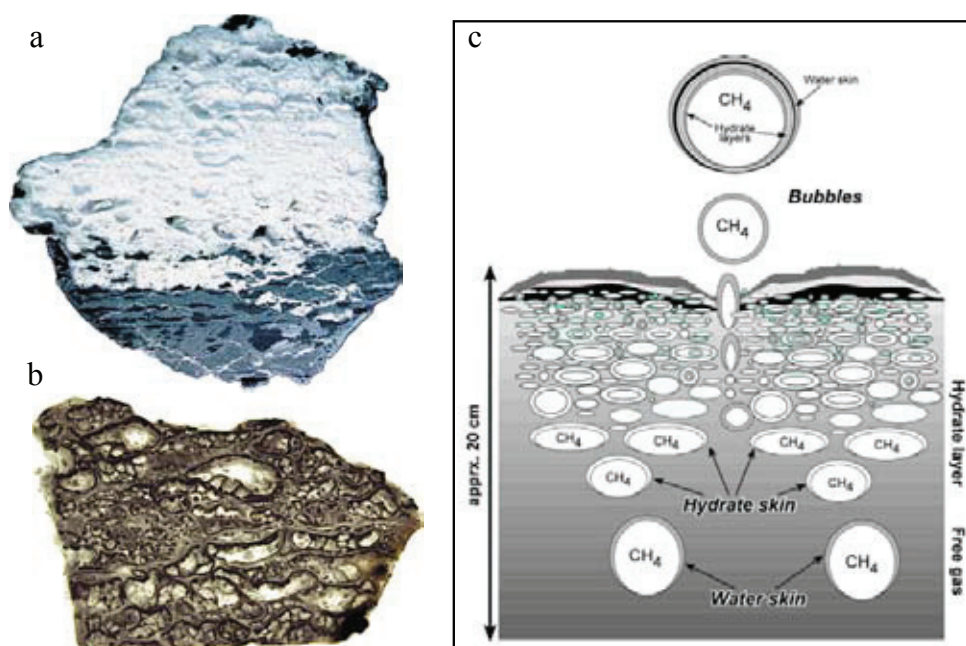 a
b
c
Water skin
CH4
Hydrate
layers
Bubbles
CH4
apprx. 20 cm
Hydrate layer
CH4
CH4
CH4
CH4
CH4
CH4
Hydrate skin
Free gas
CH4
CH4
Water skin